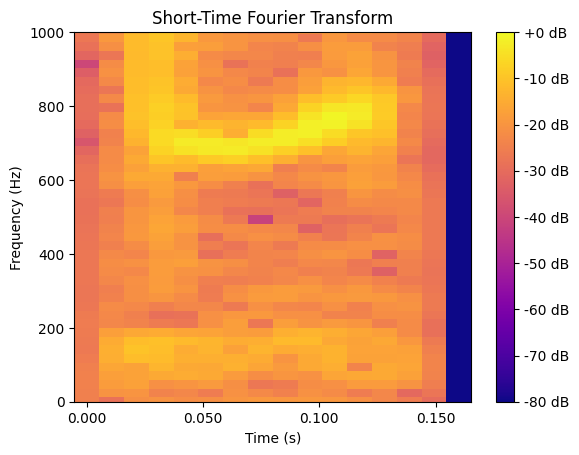 Short-Time Fourier Transform
1000
800
600
400
200
0
Frequency (Hz)
0.000
0.050
0.100
0.150
Time (s)
+0 dB
-10 dB
-20 dB
-30 dB
-40 dB
-50 dB
-60 dB
-70 dB
-80 dB